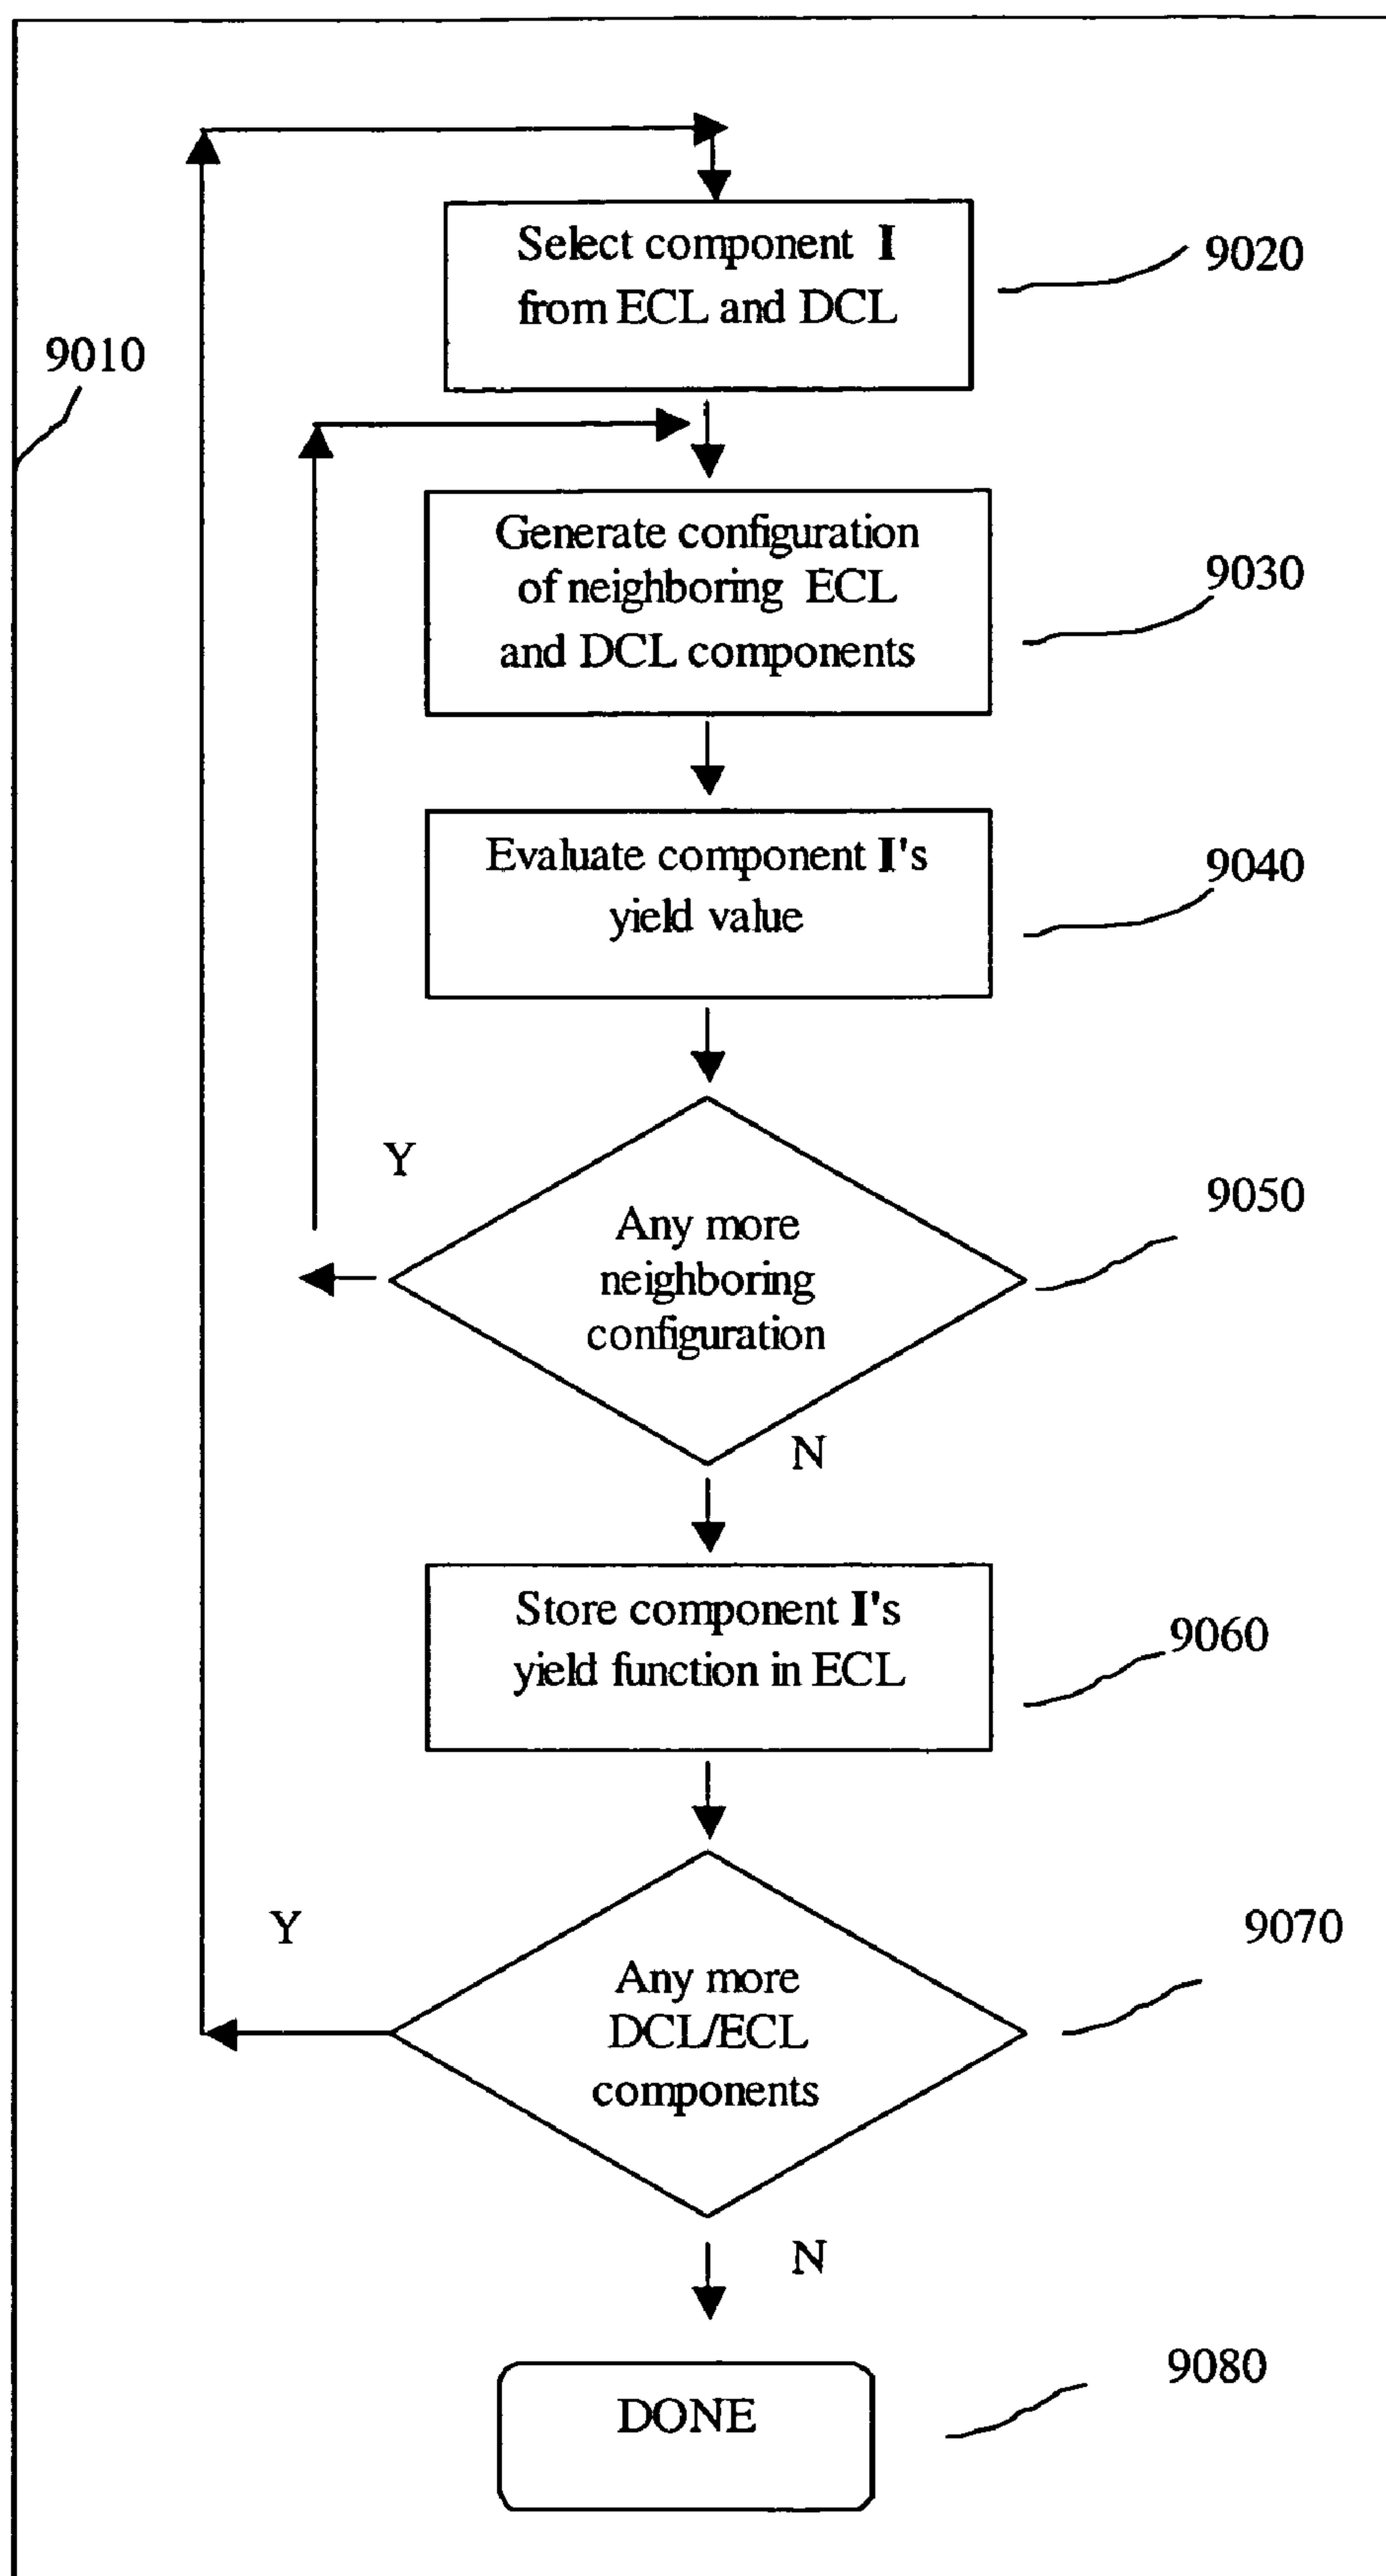 Select component I
from ECL and DCL
9020
9010
Generate configuration
of neighboring ECL
and DCL components
9030
Evaluate component I's
yield value
9040
Y
Any more
neighboring
configuration
9050
N
Store component I's
yield function in ECL
9060
Y
Any more
DCL/ECL
components
9070
N
DONE
9080